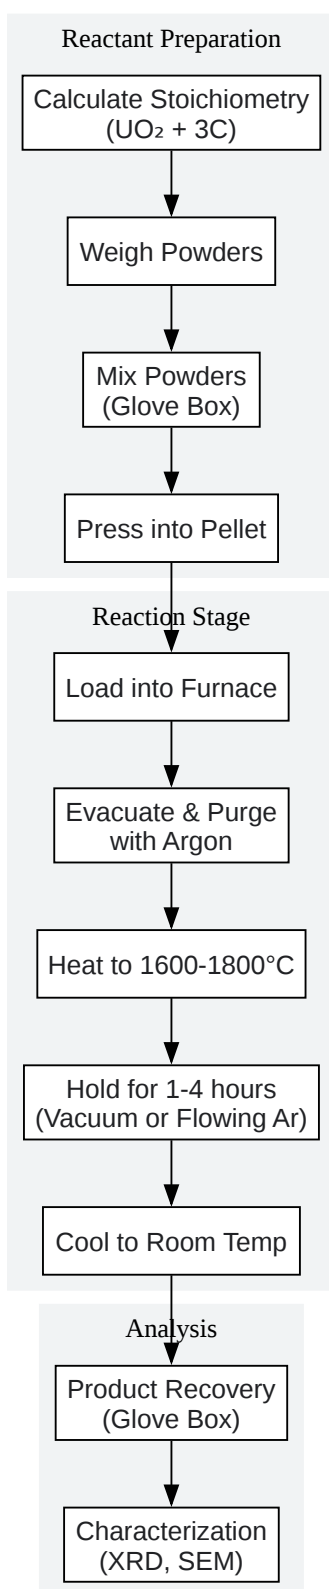 Reactant Preparation
Calculate Stoichiometry
(UO₂ + 3C)
Weigh Powders
Mix Powders
(Glove Box)
Press into Pellet
Reaction Stage
Load into Furnace
Evacuate & Purge
with Argon
Heat to 1600-1800°C
Hold for 1-4 hours
(Vacuum or Flowing Ar)
Cool to Room Temp
Analysis
Product Recovery
(Glove Box)
Characterization
(XRD, SEM)